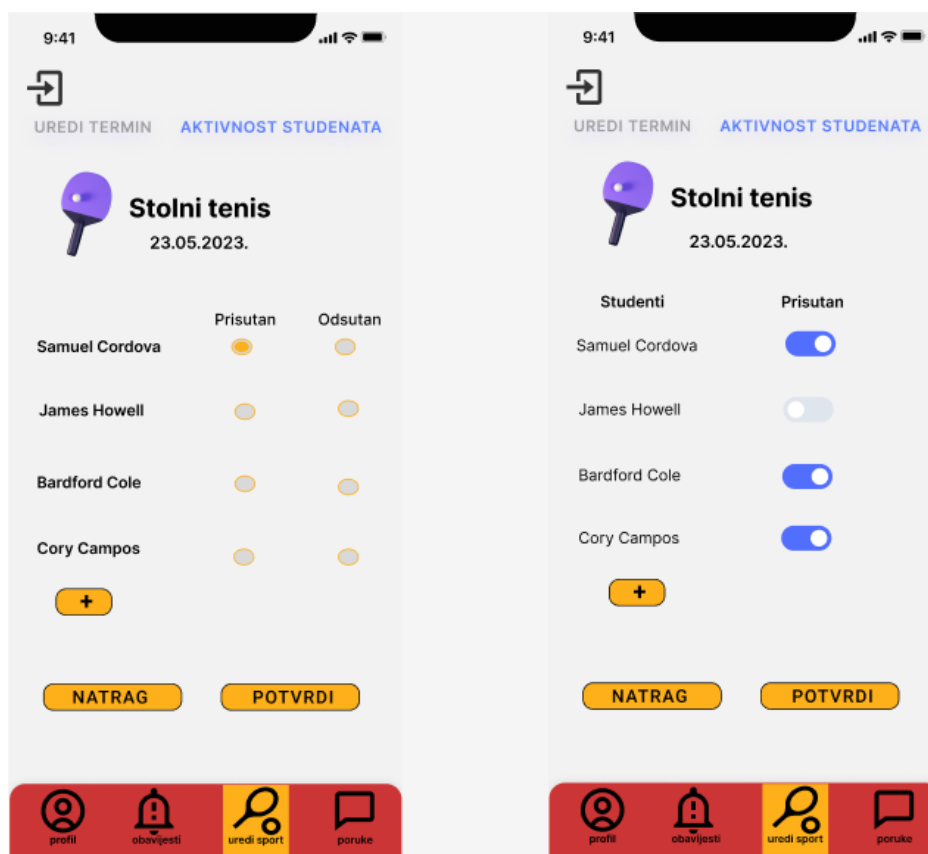 9:41
UREDI TERMIN AKTIVNOST STUDENATA
Stolni tenis
23.05.2023.
Prisutan Odsutan
Samuel Cordova
James Howell
Bardford Cole
Cory Campos
+
NATRAG POTVRDI
profil obavijesti uredi sport poruke
9:41
UREDI TERMIN AKTIVNOST STUDENATA
Stolni tenis
23.05.2023.
Studenti Prisutan
Samuel Cordova
James Howell
Bardford Cole
Cory Campos
+
NATRAG POTVRDI
profil obavijesti uredi sport poruke